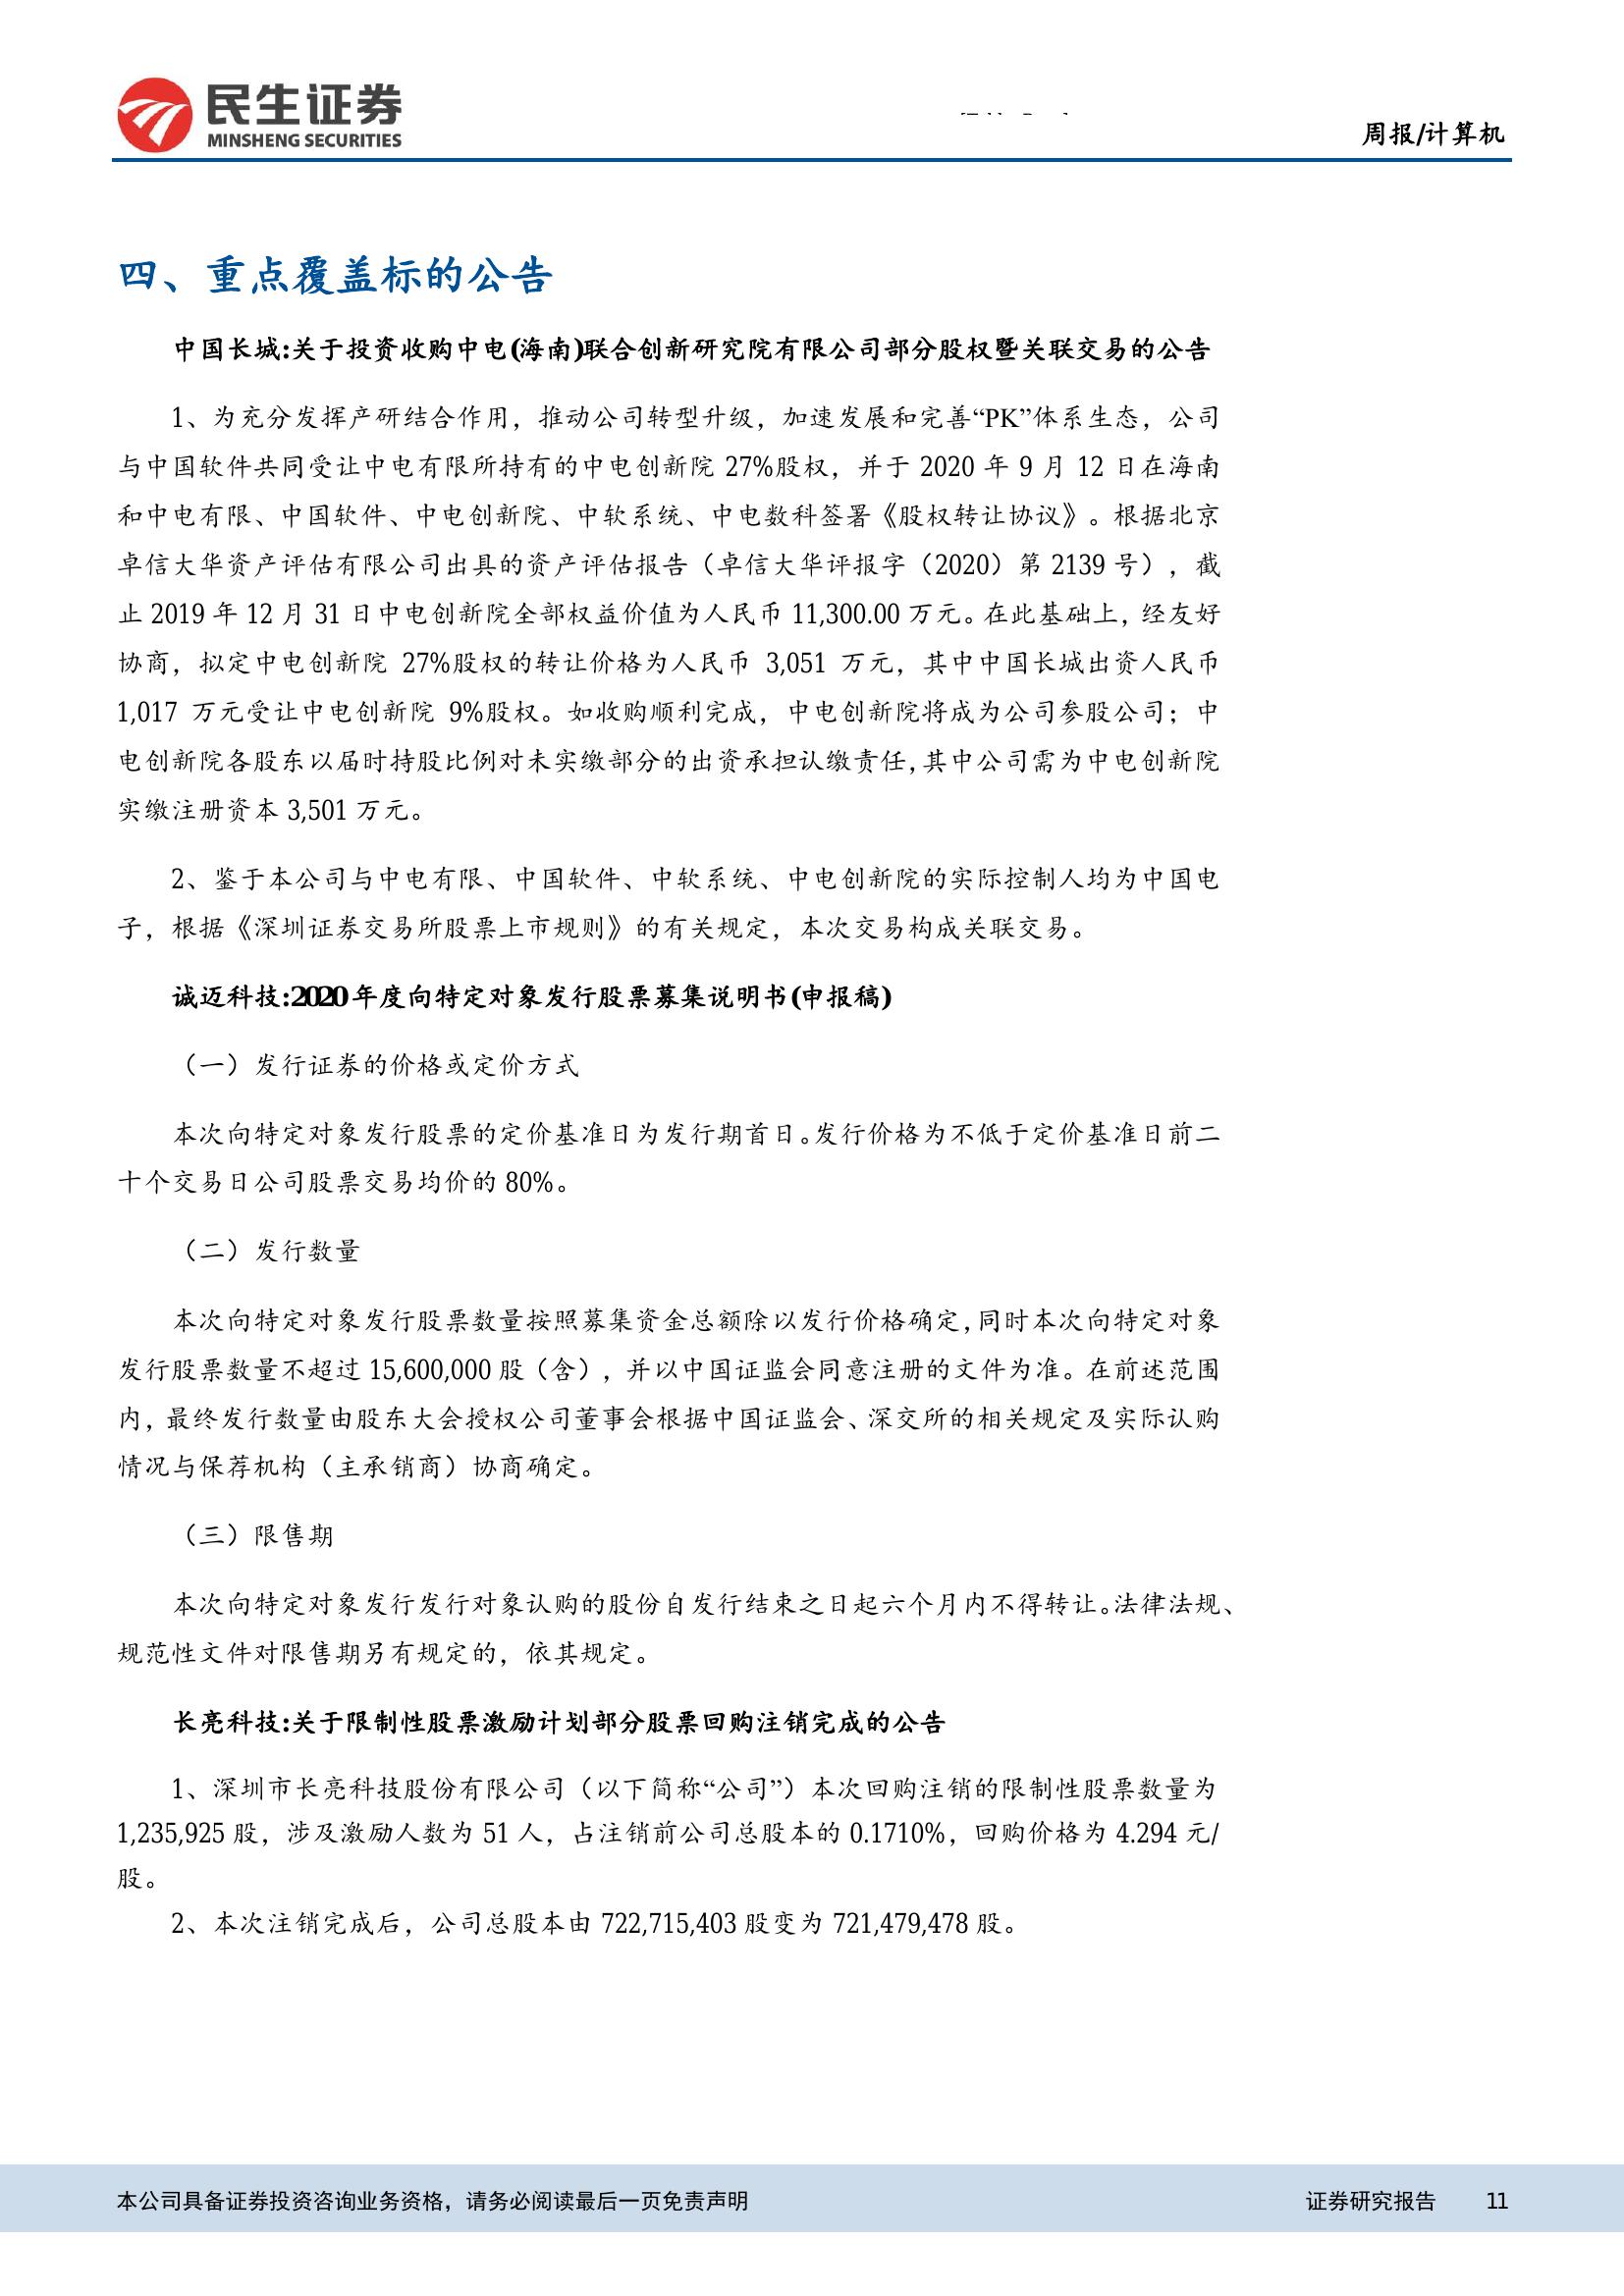 民生证券
MINSHENG SECURITIES
周报/计算机
四、重点覆盖标的公告
中国长城:关于投资收购中电(海南)联合创新研究院有限公司部分股权暨关联交易的公告
1、为充分发挥产研结合作用，推动公司转型升级，加速发展和完善“PK”体系生态，公司
与中国软件共同受让中电有限所持有的中电创新院 27%股权，并于 2020 年 9 月 12 日在海南
和中电有限、中国软件、中电创新院、中软系统、中电数科签署《股权转让协议》。根据北京
卓信大华资产评估有限公司出具的资产评估报告（卓信大华评报字（2020）第 2139 号），截
止 2019 年 12 月 31 日中电创新院全部权益价值为人民币 11,300.00 万元。在此基础上，经友好
协商，拟定中电创新院 27%股权的转让价格为人民币 3,051 万元，其中中国长城出资人民币
1,017 万元受让中电创新院 9%股权。如收购顺利完成，中电创新院将成为公司参股公司；中
电创新院各股东以届时持股比例对未实缴部分的出资承担认缴责任，其中公司需为中电创新院
实缴注册资本 3,501 万元。
2、鉴于本公司与中电有限、中国软件、中软系统、中电创新院的实际控制人均为中国电
子，根据《深圳证券交易所股票上市规则》的有关规定，本次交易构成关联交易。
诚迈科技:2020 年度向特定对象发行股票募集说明书(申报稿)
（一）发行证券的价格或定价方式
本次向特定对象发行股票的定价基准日为发行期首日。发行价格为不低于定价基准日前二
十个交易日公司股票交易均价的 80%。
（二）发行数量
本次向特定对象发行股票数量按照募集资金总额除以发行价格确定，同时本次向特定对象
发行股票数量不超过 15,600,000 股（含），并以中国证监会同意注册的文件为准。在前述范围
内，最终发行数量由股东大会授权公司董事会根据中国证监会、深交所的相关规定及实际认购
情况与保荐机构（主承销商）协商确定。
（三）限售期
本次向特定对象发行发行对象认购的股份自发行结束之日起六个月内不得转让。法律法规、
规范性文件对限售期另有规定的，依其规定。
长亮科技:关于限制性股票激励计划部分股票回购注销完成的公告
1、深圳市长亮科技股份有限公司（以下简称“公司”）本次回购注销的限制性股票数量为
1,235,925 股，涉及激励人数为 51 人，占注销前公司总股本的 0.1710%，回购价格为 4.294 元/
股。
2、本次注销完成后，公司总股本由 722,715,403 股变为 721,479,478 股。
本公司具备证券投资咨询业务资格，请务必阅读最后一页免责声明
证券研究报告 11